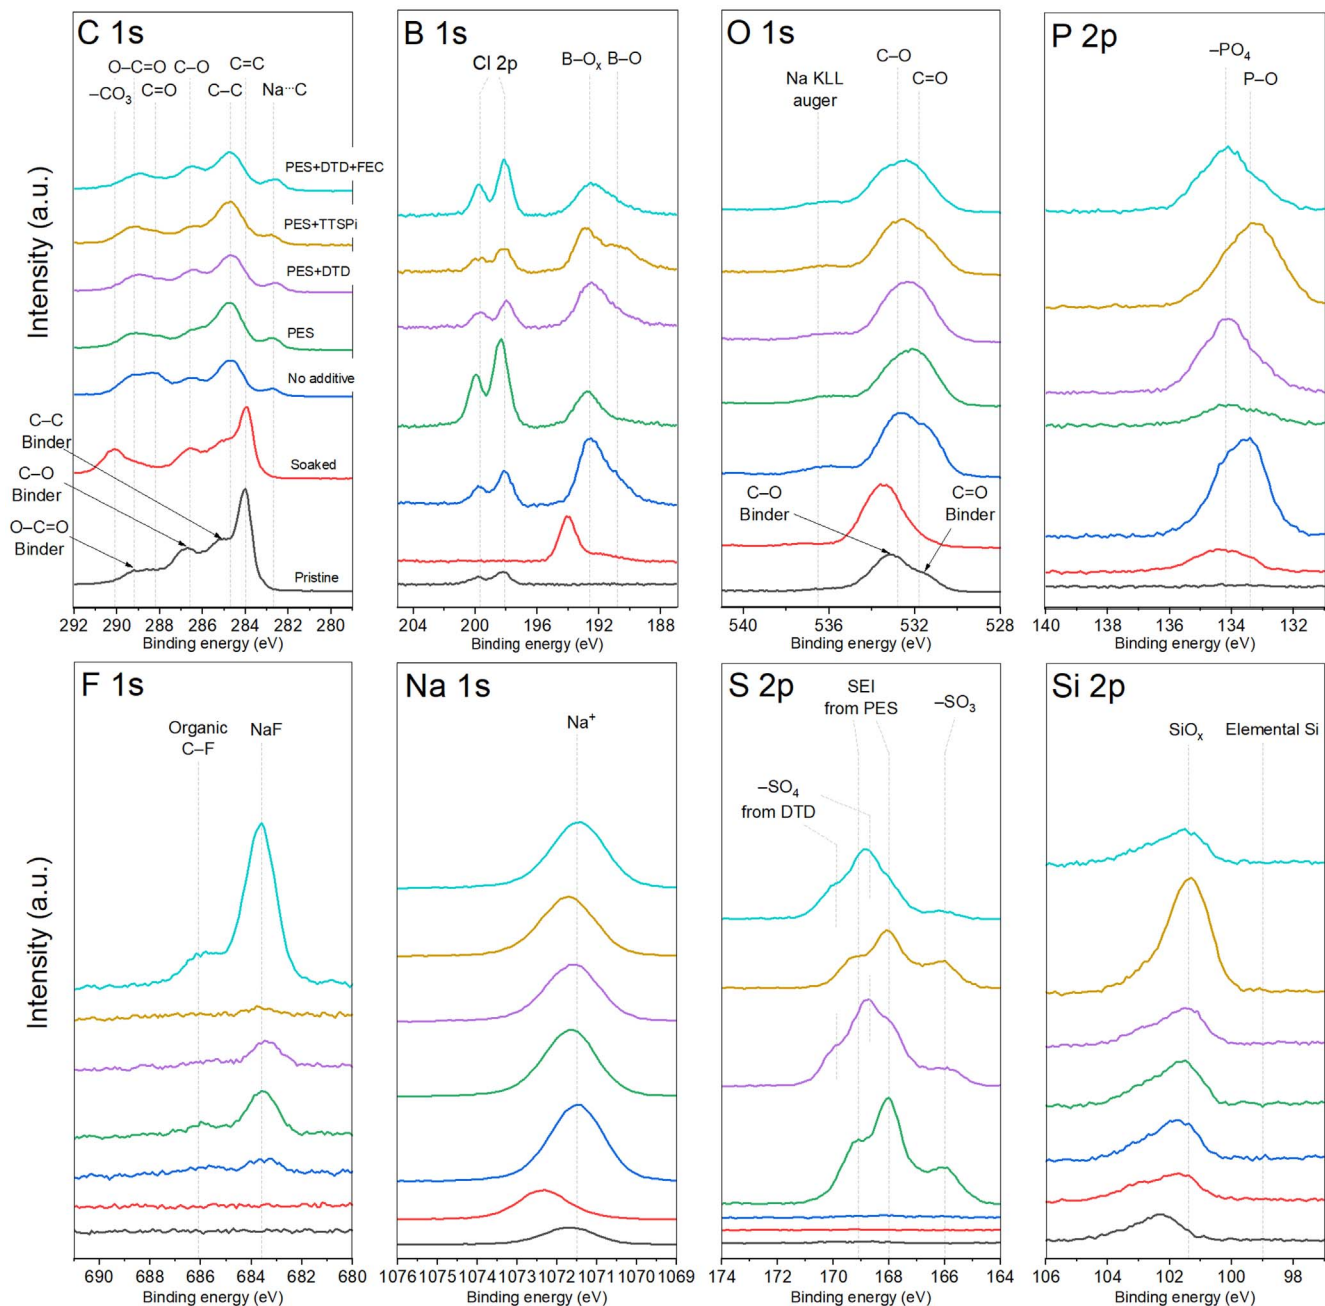 C 1s
O–C=O C–O C=C
–CO₃ C=O C–C Na···C
PES+DTD+FEC
PES+TTSPi
PES+DTD
PES
No additive
C–C
Binder
Soaked
C–O
Binder
O–C=O
Binder
Pristine
Intensity (a.u.)
292 290 288 286 284 282 280
Binding energy (eV)
B 1s
Cl 2p
B–Oₓ B–O
204 200 196 192 188
Binding energy (eV)
O 1s
C–O
C=O
Na KLL
auger
C–O
Binder
C=O
Binder
540 536 532 528
Binding energy (eV)
P 2p
–PO₄
P–O
140 138 136 134 132
Binding energy (eV)
F 1s
Organic
C–F
NaF
Intensity (a.u.)
690 688 686 684 682 680
Binding energy (eV)
Na 1s
Na⁺
1076 1075 1074 1073 1072 1071 1070 1069
Binding energy (eV)
S 2p
SEI
from PES
–SO₃
–SO₄
from DTD
174 172 170 168 166 164
Binding energy (eV)
Si 2p
SiOₓ
Elemental Si
106 104 102 100 98
Binding energy (eV)